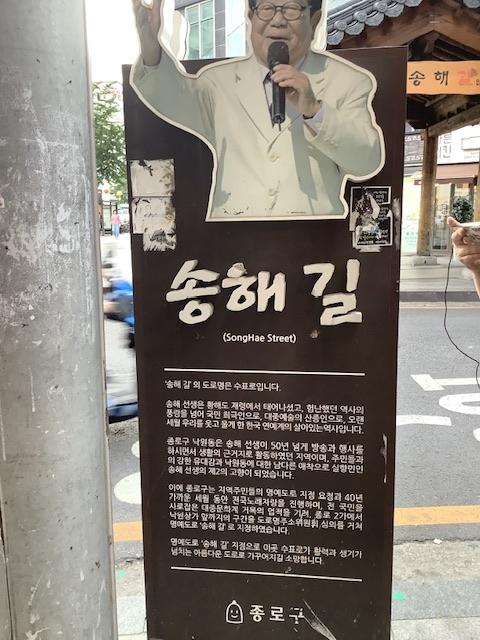 송해
송해 길
(SongHae Street)
'송해 길'의 도로명은 수표로입니다.
송해 선생은 황해도 재령에서 태어나셨고, 험난했던 역사의
풍랑을 넘어 국민 희극인으로, 대중예술의 산증인으로, 오랜
세월 우리를 웃고 울게 한 한국 연예계의 살아있는역사입니다.
종로구 낙원동은 송해 선생이 50년 넘게 방송과 행사를
하시면서 생활의 근거지로 활동하였던 지역이며, 주민들과
의 강한 유대감과 낙원동에 대한 남다른 애착으로 실향민인
송해 선생의 제2의 고향이 되었습니다.
이에 종로구는 지역주민들의 명예도로 지정 요청과 40년
가까운 세월 동안 전국노래자랑을 진행하며, 전 국민을
사로잡은 대중문화계 거목의 업적을 기려, 종로 2가에서
낙원상가 앞까지의 구간을 도로명주소위원회 심의를 거쳐
명예도로 '송해 길'로 지정하였습니다.
명예도로 '송해 길' 지정으로 이곳 수표로가 활력과 생기가
넘치는 아름다운 도로로 가꾸어지길 소망합니다.
종로구